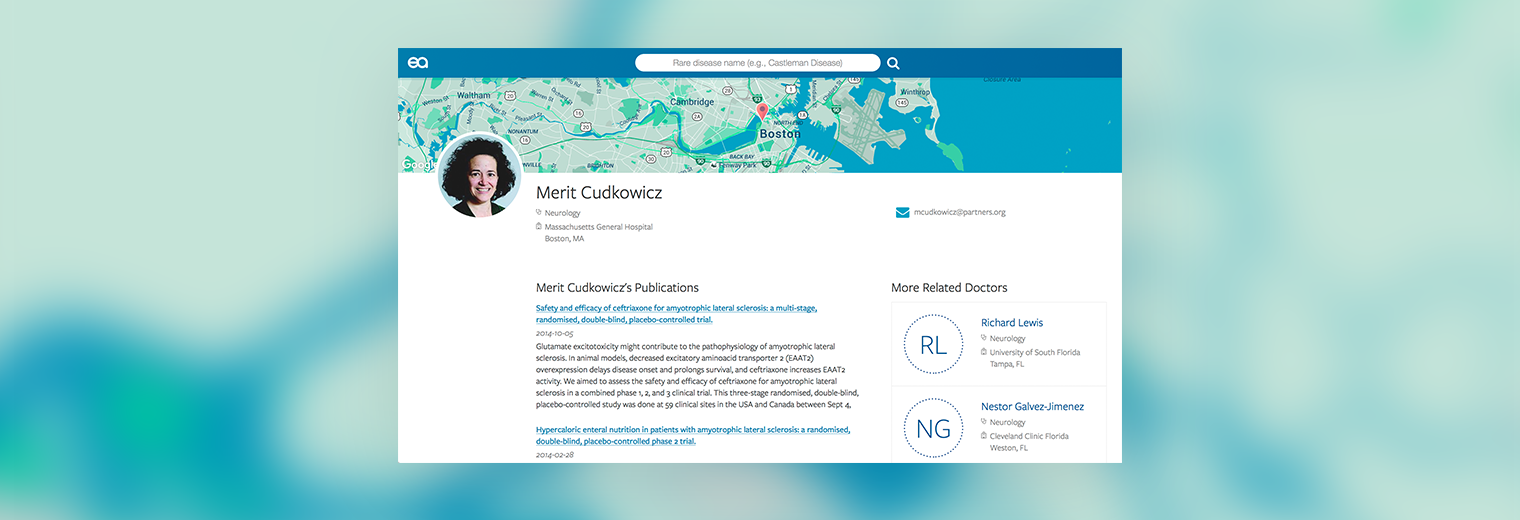 ea
Rare disease name (e.g., Castleman Disease)
Waltham
Cambridge
Winthrop
NONANTUM
NORTH END
Boston
BACK BAY
Fenway Park
Google
Merit Cudkowicz
Neurology
Massachusetts General Hospital
Boston, MA
mcudkowicz@partners.org
Merit Cudkowicz's Publications
Safety and efficacy of ceftriaxone for amyotrophic lateral sclerosis: a multi-stage,
randomised, double-blind, placebo-controlled trial.
2014-10-05
Glutamate excitotoxicity might contribute to the pathophysiology of amyotrophic lateral
sclerosis. In animal models, decreased excitatory aminoacid transporter 2 (EAAT2)
overexpression delays disease onset and prolongs survival, and ceftriaxone increases EAAT2
activity. We aimed to assess the safety and efficacy of ceftriaxone for amyotrophic lateral
sclerosis in a combined phase 1, 2, and 3 clinical trial. This three-stage randomised, double-blind,
placebo-controlled study was done at 59 clinical sites in the USA and Canada between Sept 4,
Hypercaloric enteral nutrition in patients with amyotrophic lateral sclerosis: a randomised,
double-blind, placebo-controlled phase 2 trial.
2014-02-28
More Related Doctors
RL
Richard Lewis
Neurology
University of South Florida
Tampa, FL
NG
Nestor Galvez-Jimenez
Neurology
Cleveland Clinic Florida
Weston, FL